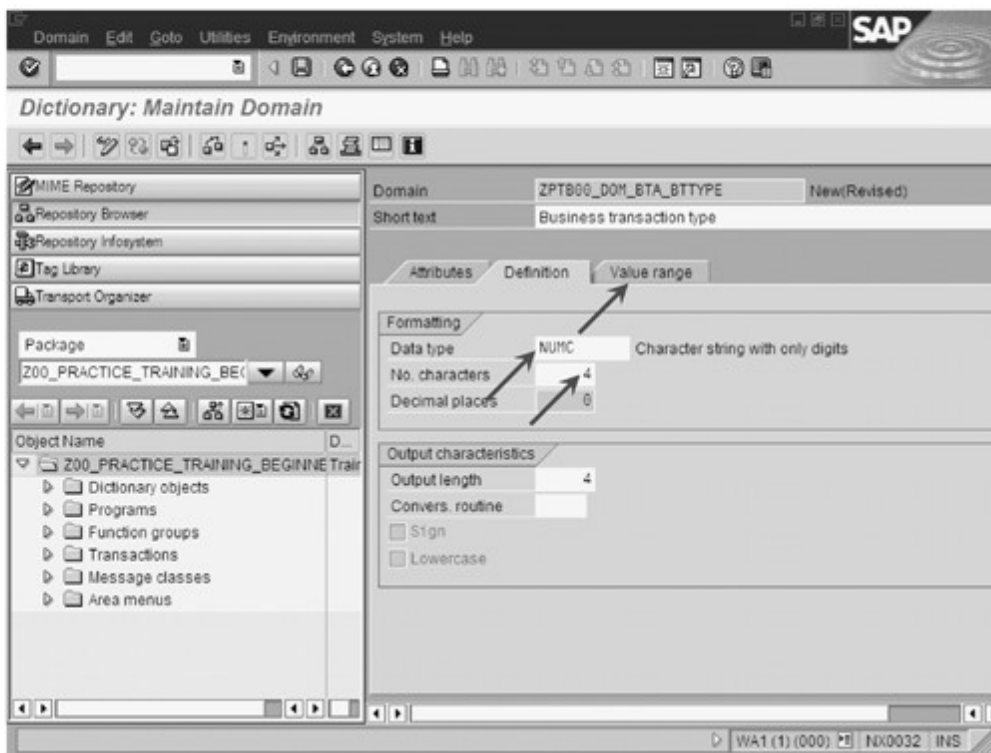 Domain Edit Goto Utilities Environment System Help
SAP
Dictionary: Maintain Domain
MIME Repository
Repository Browser
Repository Infosystem
Tag Library
Transport Organizer
Package
Z00_PRACTICE_TRAINING_BEG
Object Name D...
Z00_PRACTICE_TRAINING_BEGINNE Trair
Dictionary objects
Programs
Function groups
Transactions
Message classes
Area menus
Domain ZPTB00_DOM_BTA_BTTYPE New(Revised)
Short text Business transaction type
Attributes Definition Value range
Formatting
Data type NUMC Character string with only digits
No. characters 4
Decimal places 0
Output characteristics
Output length 4
Convers. routine
Sign
Lowercase
WA1 (1) (000) NX0032 INS